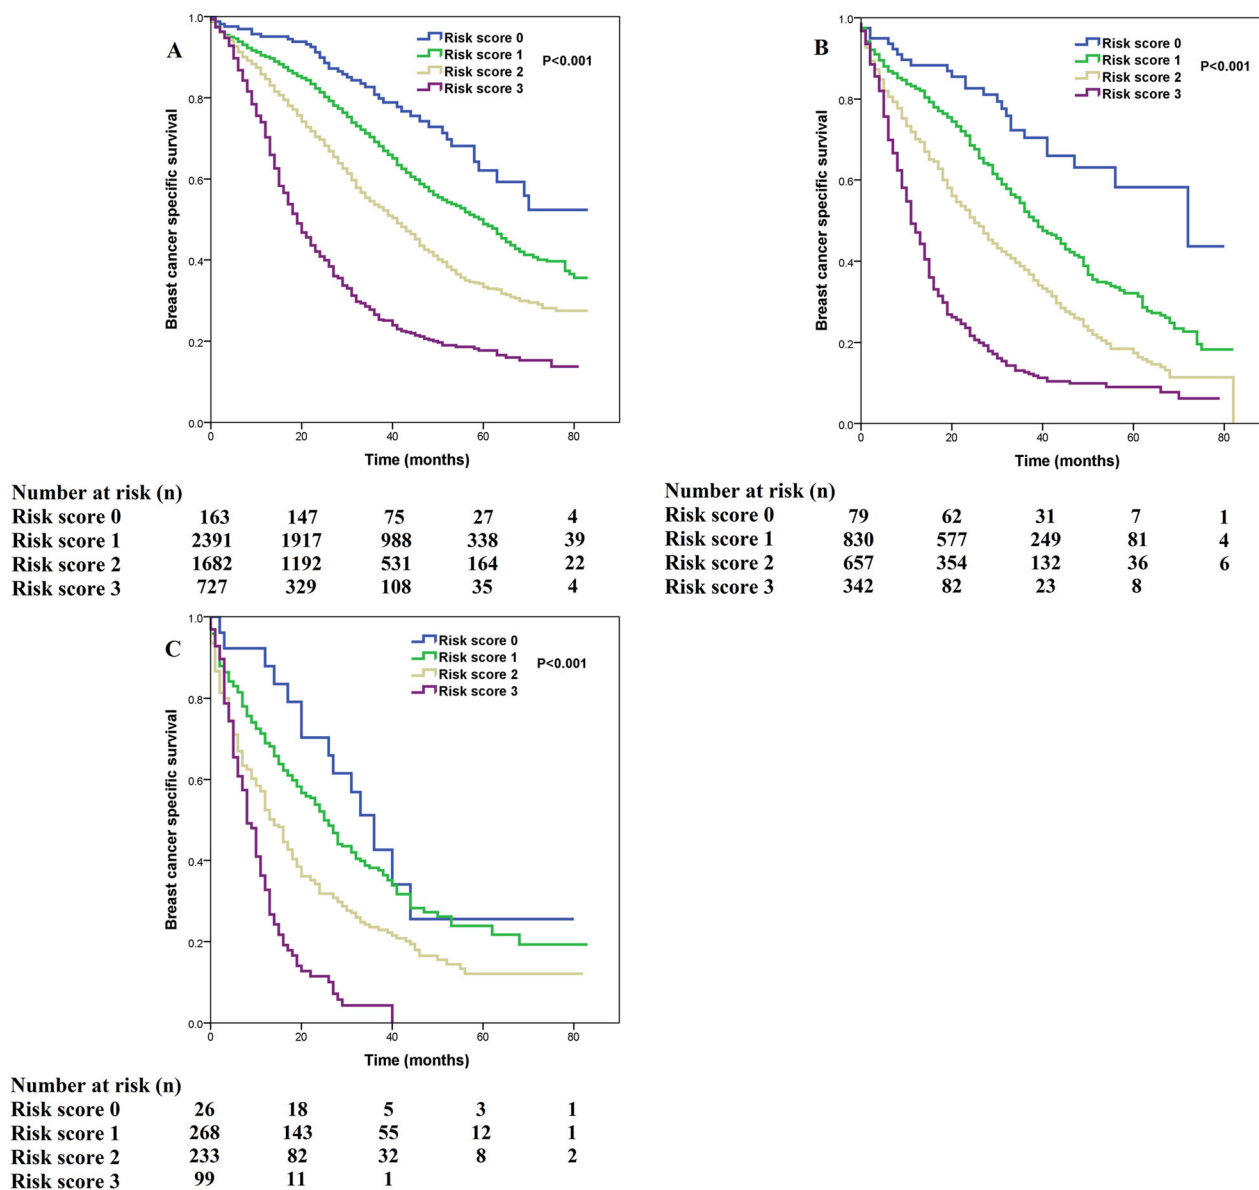 A
Risk score 0
Risk score 1
Risk score 2
Risk score 3
P<0.001
Breast cancer specific survival
1.0
0.8
0.6
0.4
0.2
0.0
0 20 40 60 80
Time (months)
Number at risk (n)
Risk score 0 163 147 75 27 4
Risk score 1 2391 1917 988 338 39
Risk score 2 1682 1192 531 164 22
Risk score 3 727 329 108 35 4
B
Risk score 0
Risk score 1
Risk score 2
Risk score 3
P<0.001
Breast cancer specific survival
1.0
0.8
0.6
0.4
0.2
0.0
0 20 40 60 80
Time (months)
Number at risk (n)
Risk score 0 79 62 31 7 1
Risk score 1 830 577 249 81 4
Risk score 2 657 354 132 36 6
Risk score 3 342 82 23 8
C
Risk score 0
Risk score 1
Risk score 2
Risk score 3
P<0.001
Breast cancer specific survival
1.0
0.8
0.6
0.4
0.2
0.0
0 20 40 60 80
Time (months)
Number at risk (n)
Risk score 0 26 18 5 3 1
Risk score 1 268 143 55 12 1
Risk score 2 233 82 32 8 2
Risk score 3 99 11 1